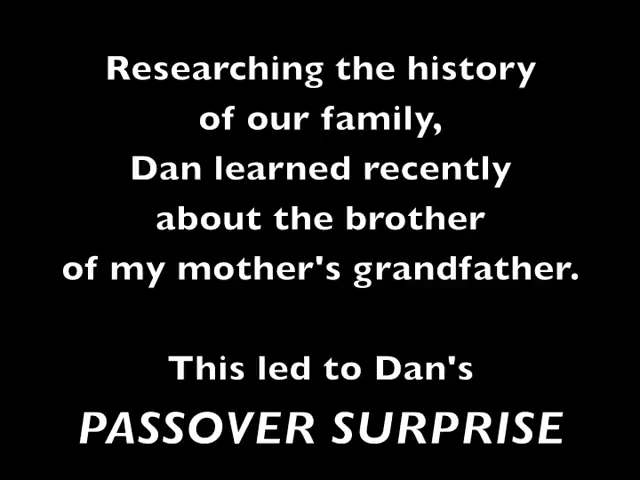 Researching the history
of our family,
Dan learned recently
about the brother
of my mother's grandfather.
This led to Dan's
PASSOVER SURPRISE